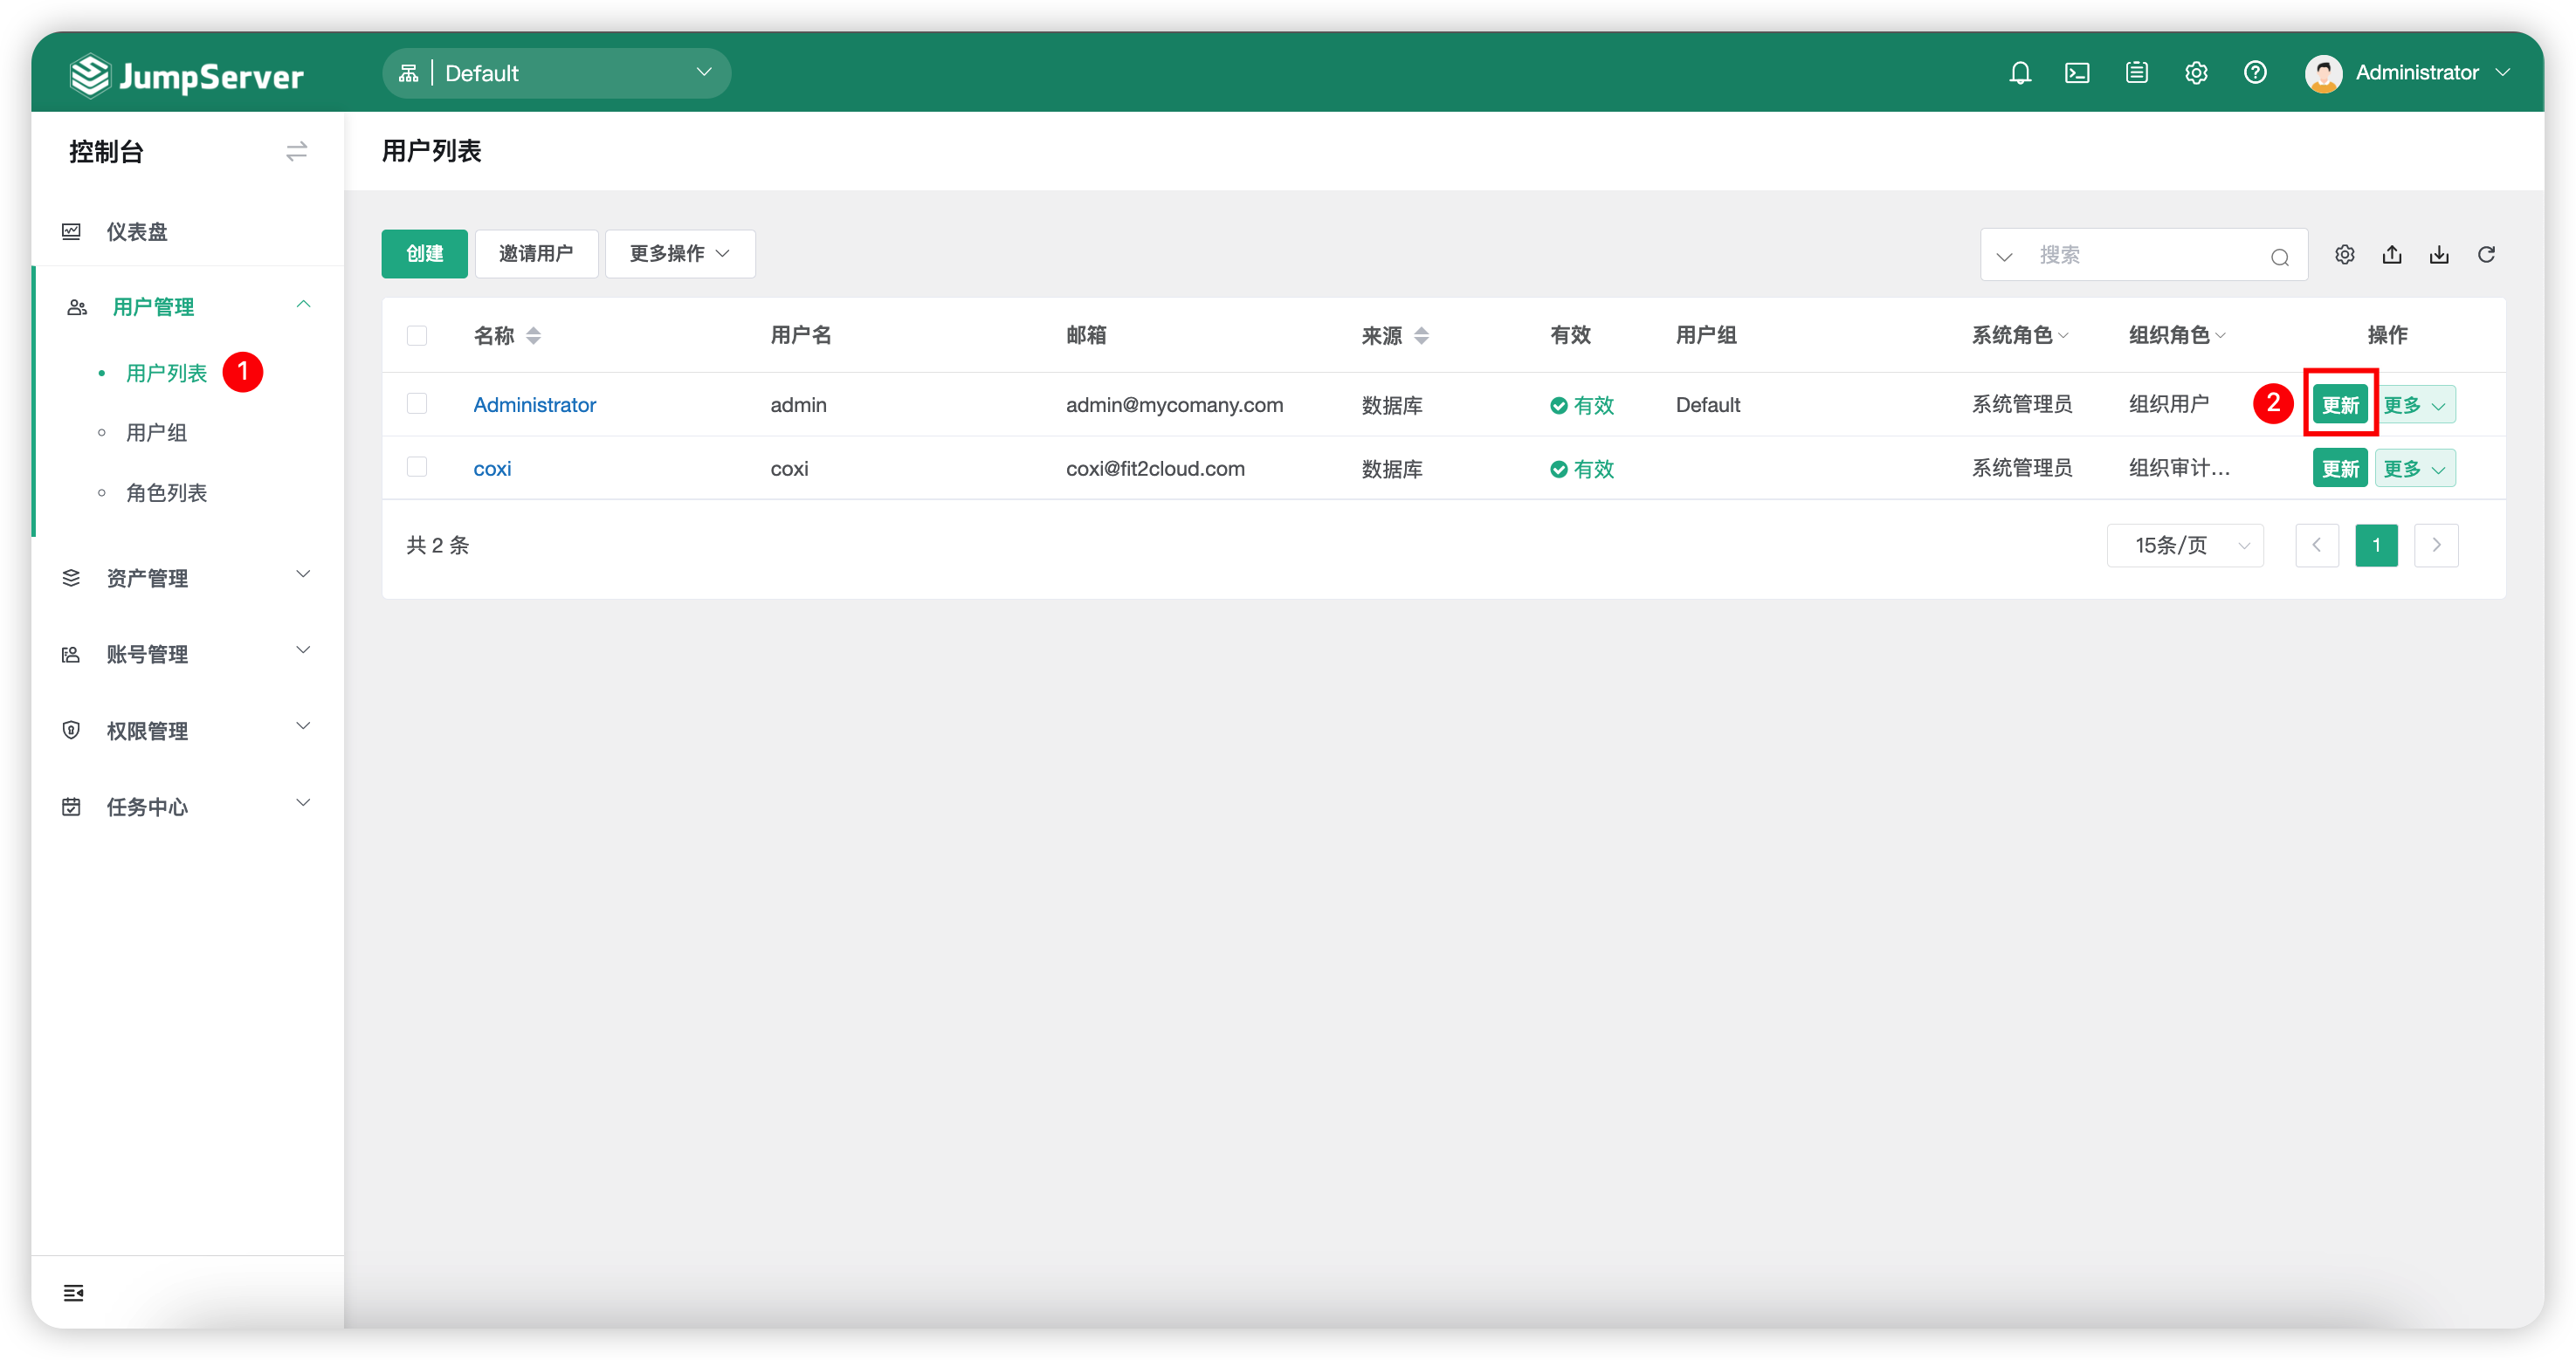 JumpServer
Default
Administrator
控制台
用户列表
仪表盘
创建
邀请用户
更多操作
搜索
用户管理
用户列表
1
用户组
角色列表
资产管理
账号管理
权限管理
任务中心
名称 用户名 邮箱 来源 有效 用户组 系统角色 组织角色 操作
Administrator admin admin@mycomany.com 数据库 有效 Default 系统管理员 组织用户 2 更新 更多
coxi coxi coxi@fit2cloud.com 数据库 有效 系统管理员 组织审计... 更新 更多
共 2 条
15条/页
1